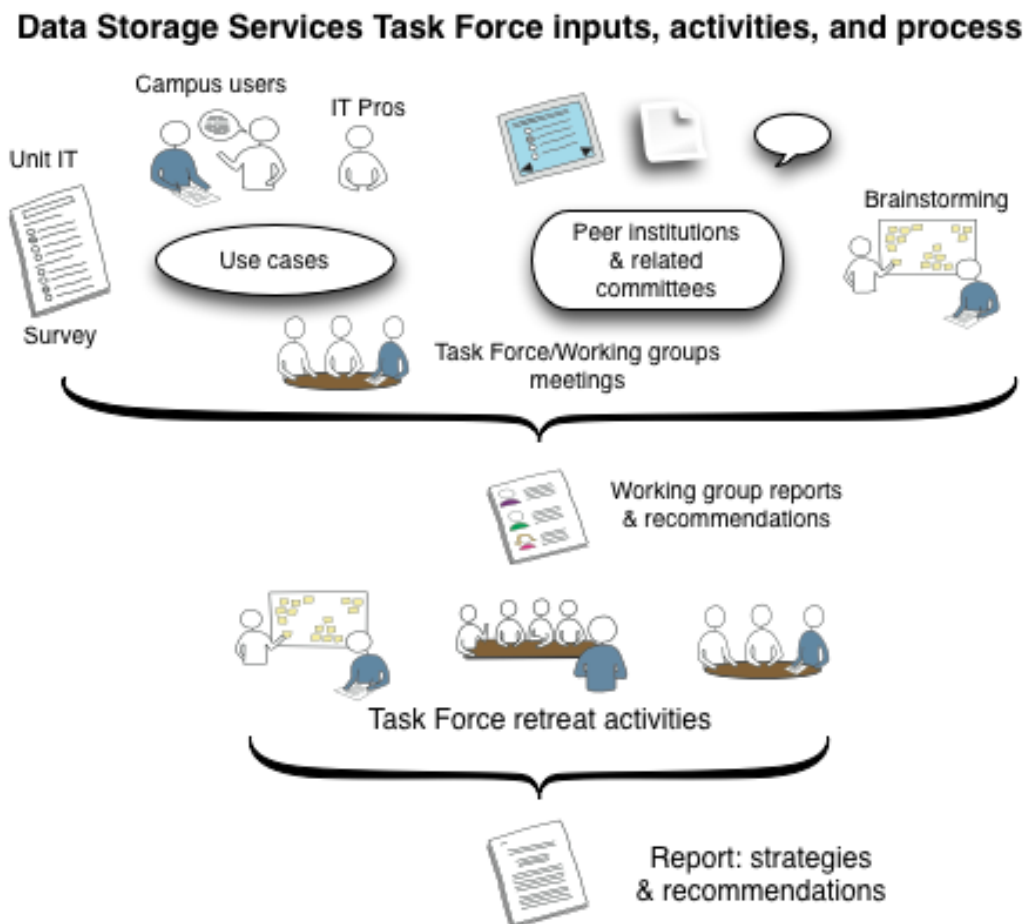 Data Storage Services Task Force inputs, activities, and process
Campus users
IT Pros
Unit IT
Survey
Use cases
Peer institutions
& related
committees
Brainstorming
Task Force/Working groups
meetings
Working group reports
& recommendations
Task Force retreat activities
Report: strategies
& recommendations